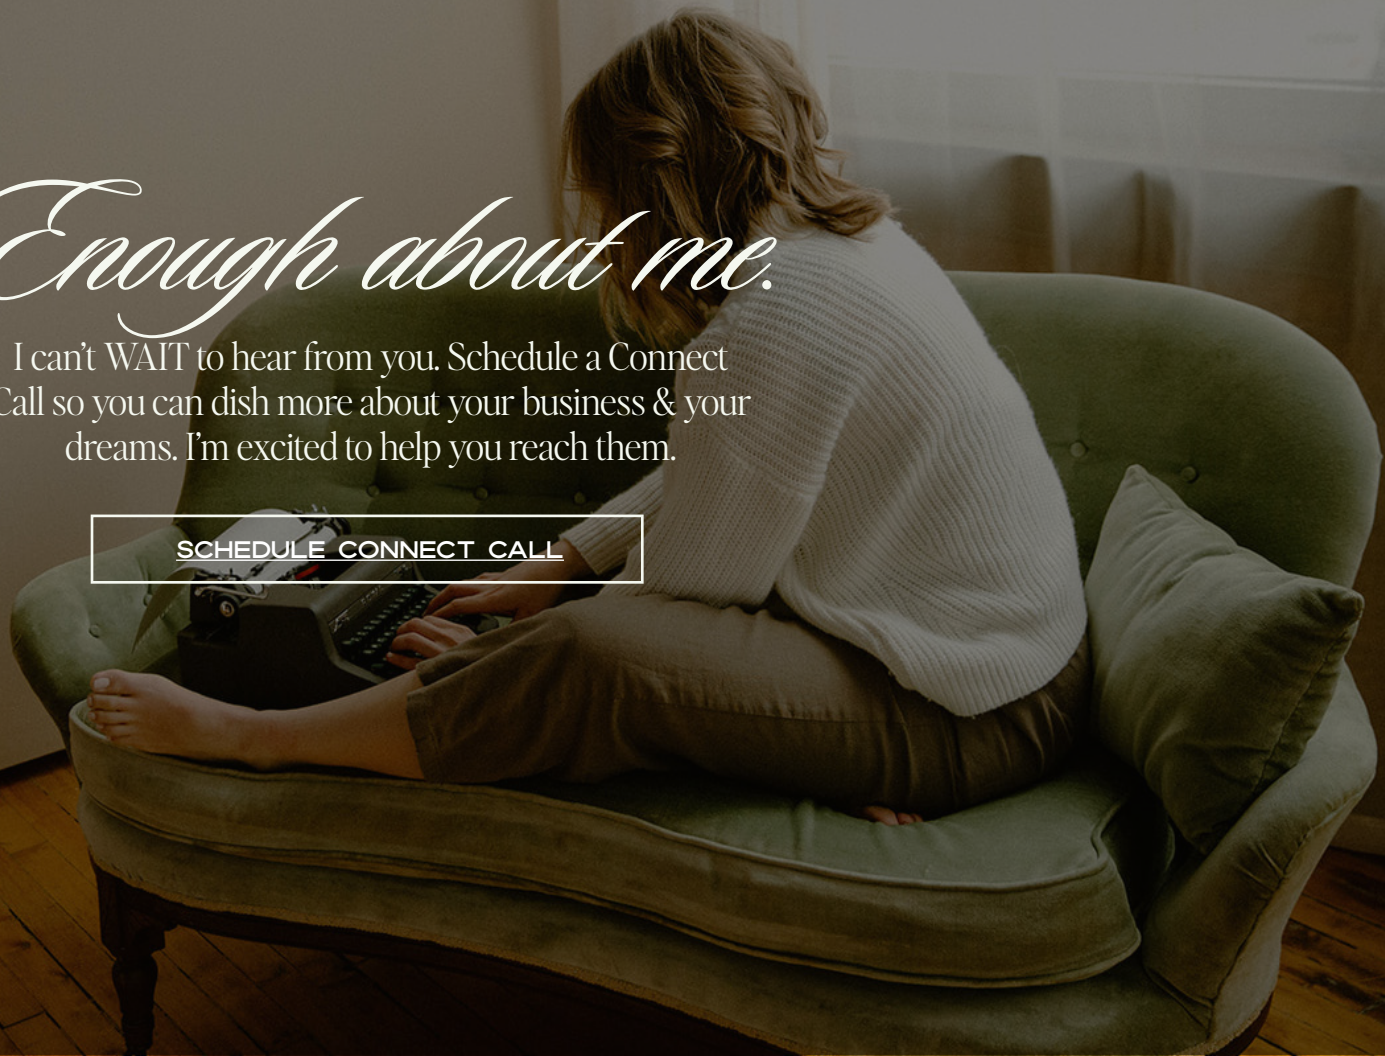 Enough about me.
I can't WAIT to hear from you. Schedule a Connect
Call so you can dish more about your business & your
dreams. I'm excited to help you reach them.
SCHEDULE CONNECT CALL